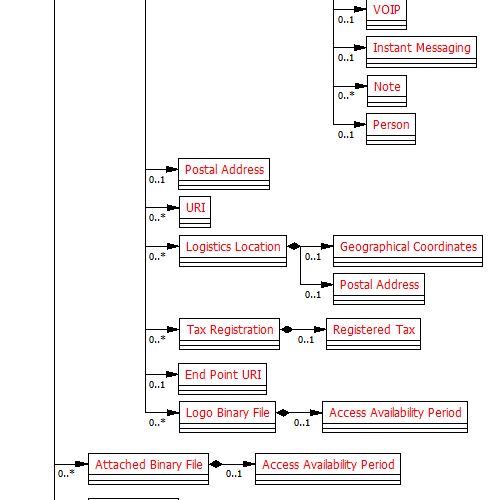 VOIP
0..1
Instant Messaging
0..1
Note
0..*
Person
0..1
Postal Address
0..1
URI
0..*
Logistics Location
0..*
Geographical Coordinates
0..1
Postal Address
0..1
Tax Registration
0..*
Registered Tax
0..1
End Point URI
0..1
Logo Binary File
0..*
Access Availability Period
0..1
Attached Binary File
0..*
Access Availability Period
0..1